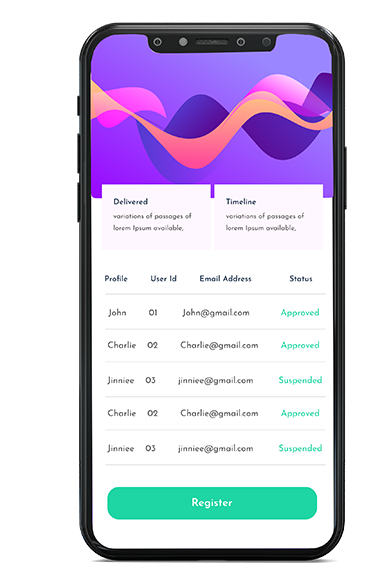 Delivered
variations of passages of
lorem Ipsum available,
Timeline
variations of passages of
lorem Ipsum available,
Profile User Id Email Address Status
John 01 John@gmail.com Approved
Charlie 02 Charlie@gmail.com Approved
Jinniee 03 jinniee@gmail.com Suspended
Charlie 02 Charlie@gmail.com Approved
Jinniee 03 jinniee@gmail.com Suspended
Register